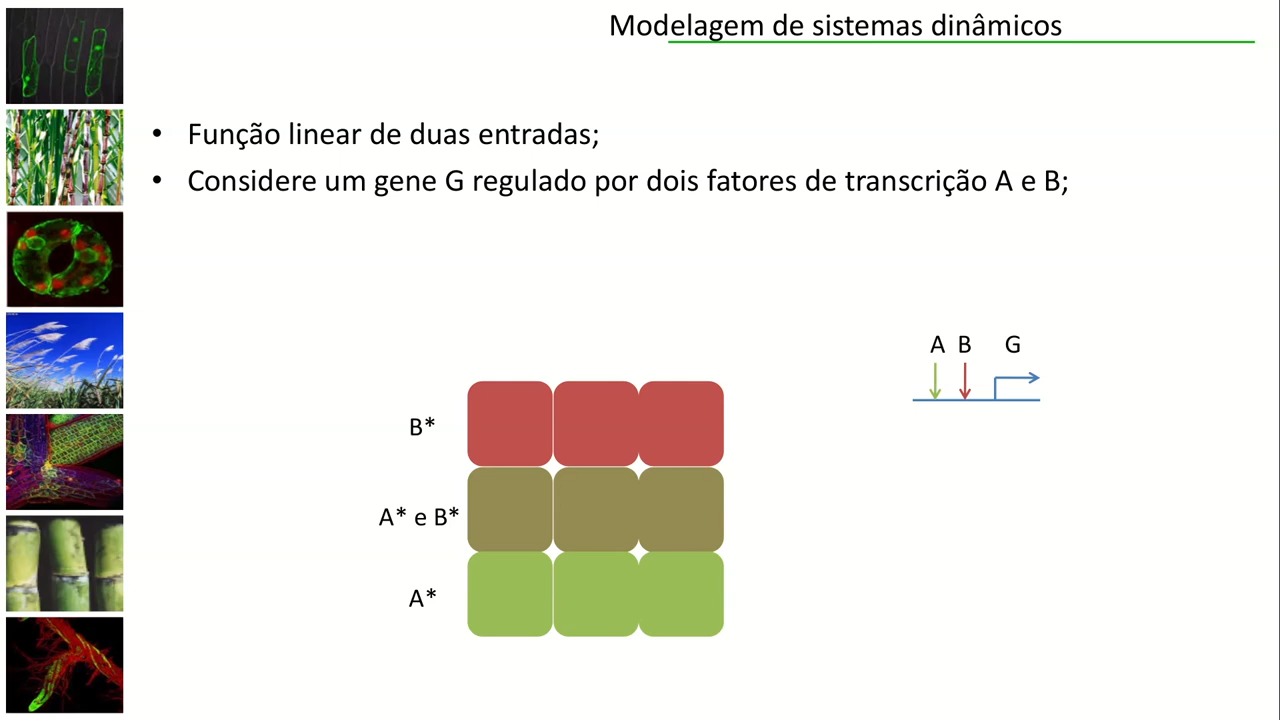 Modelagem de sistemas dinâmicos
• Função linear de duas entradas;
• Considere um gene G regulado por dois fatores de transcrição A e B;
A B G
B*
A* e B*
A*